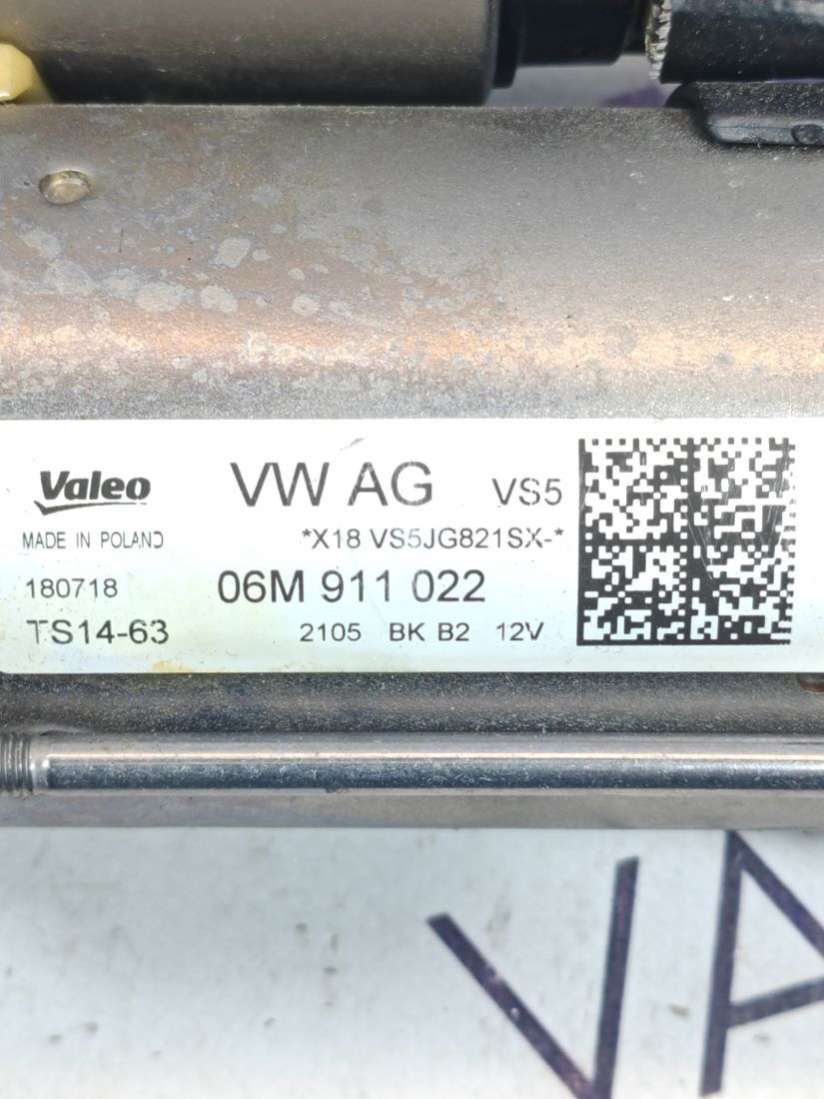 Valeo VW AG VS5
MADE IN POLAND *X18 VS5JG821SX-*
180718 06M 911 022
TS14-63 2105 BK B2 12V
VA